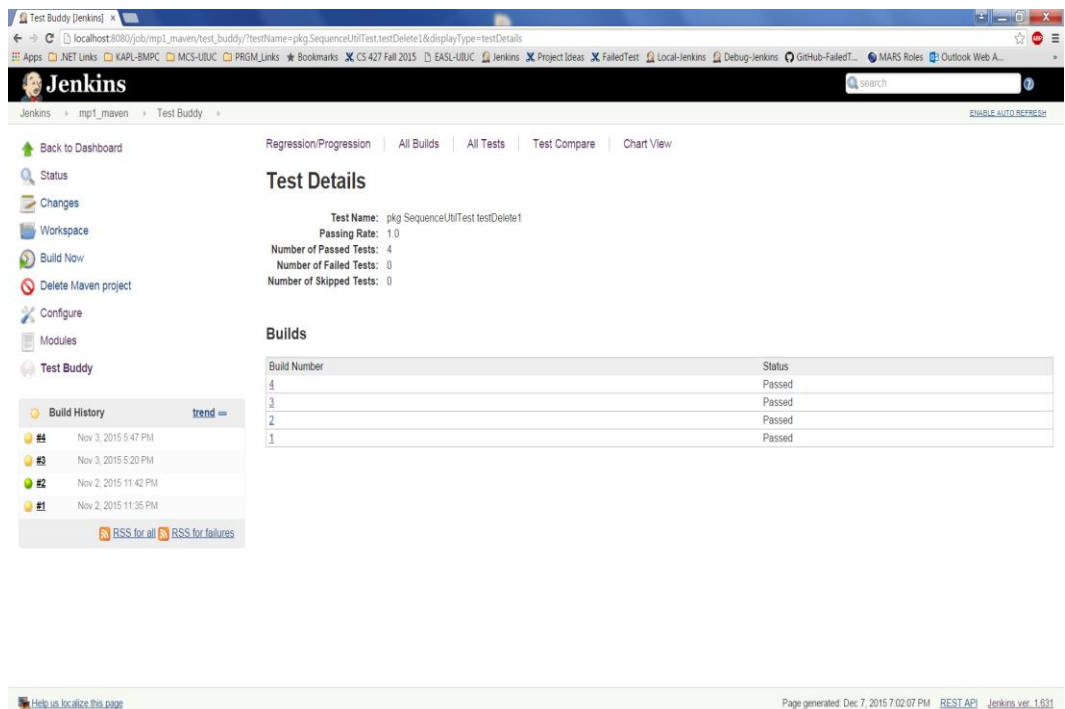 Test Buddy [Jenkins]
localhost:8080/job/mp1_maven/test_buddy/?testName=pkg.SequenceUtilTest.testDelete1&displayType=testDetails
Apps .NET Links KAPL-BMPC MCS-UIUC PRGM_Links Bookmarks CS 427 Fall 2015 EASL-UIUC Jenkins Project Ideas FailedTest Local-Jenkins Debug-Jenkins GitHub-FailedT... MARS Roles Outlook Web A... »
Jenkins
search
Jenkins mp1_maven Test Buddy
ENABLE AUTO REFRESH
Back to Dashboard
Status
Changes
Workspace
Build Now
Delete Maven project
Configure
Modules
Test Buddy
Build History trend
#4 Nov 3, 2015 5:47 PM
#3 Nov 3, 2015 5:20 PM
#2 Nov 2, 2015 11:42 PM
#1 Nov 2, 2015 11:35 PM
RSS for all RSS for failures
Regression/Progression All Builds All Tests Test Compare Chart View
Test Details
Test Name: pkg SequenceUtilTest testDelete1
Passing Rate: 1.0
Number of Passed Tests: 4
Number of Failed Tests: 0
Number of Skipped Tests: 0
Builds
Build Number Status
4 Passed
3 Passed
2 Passed
1 Passed
Help us localize this page
Page generated: Dec 7, 2015 7:02:07 PM REST API Jenkins ver. 1.631